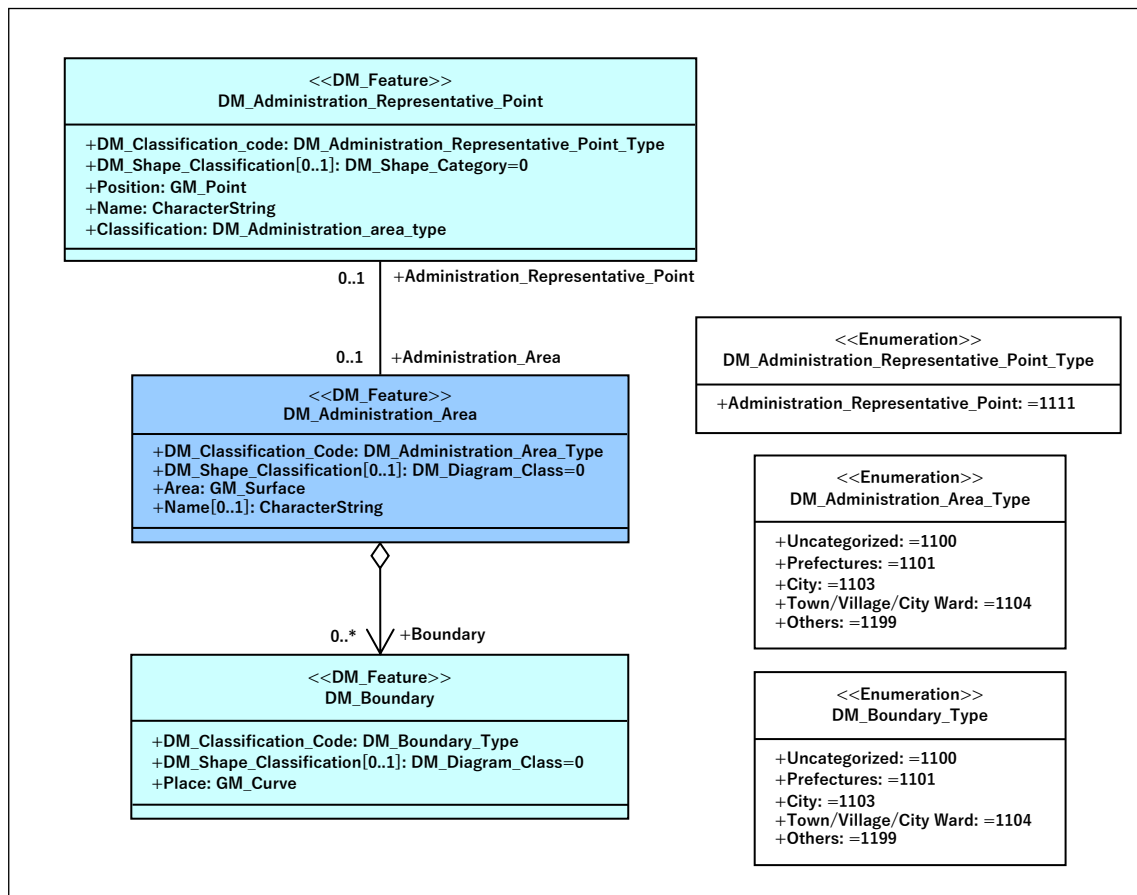 <<DM_Feature>>
DM_Administration_Representative_Point
+DM_Classification_code: DM_Administration_Representative_Point_Type
+DM_Shape_Classification[0..1]: DM_Shape_Category=0
+Position: GM_Point
+Name: CharacterString
+Classification: DM_Administration_area_type
0..1 +Administration_Representative_Point
0..1 +Administration_Area
<<DM_Feature>>
DM_Administration_Area
+DM_Classification_Code: DM_Administration_Area_Type
+DM_Shape_Classification[0..1]: DM_Diagram_Class=0
+Area: GM_Surface
+Name[0..1]: CharacterString
0..* +Boundary
<<DM_Feature>>
DM_Boundary
+DM_Classification_Code: DM_Boundary_Type
+DM_Shape_Classification[0..1]: DM_Diagram_Class=0
+Place: GM_Curve
<<Enumeration>>
DM_Administration_Representative_Point_Type
+Administration_Representative_Point: =1111
<<Enumeration>>
DM_Administration_Area_Type
+Uncategorized: =1100
+Prefectures: =1101
+City: =1103
+Town/Village/City Ward: =1104
+Others: =1199
<<Enumeration>>
DM_Boundary_Type
+Uncategorized: =1100
+Prefectures: =1101
+City: =1103
+Town/Village/City Ward: =1104
+Others: =1199